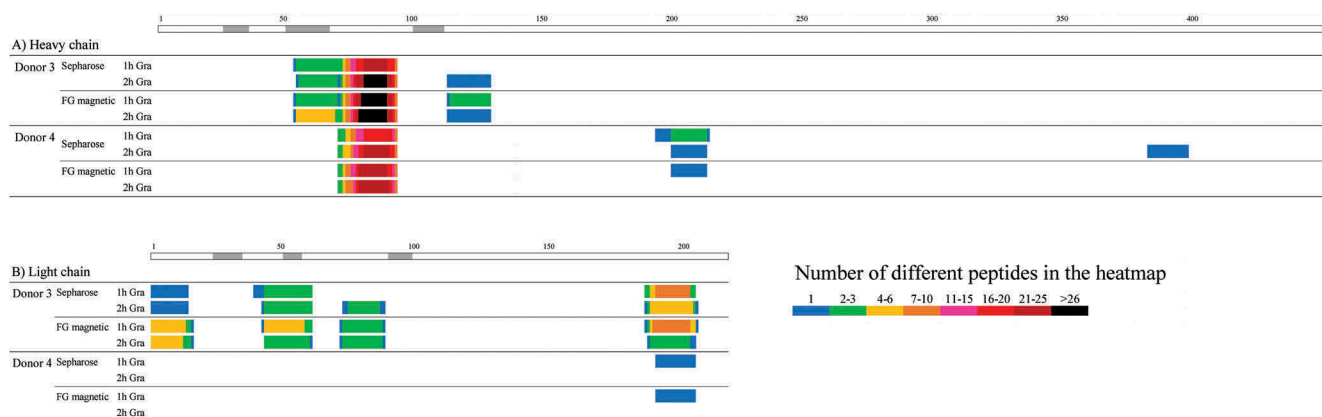 1 50 100 150 200 250 300 350 400
A) Heavy chain
Donor 3 Sepharose 1h Gra
2h Gra
FG magnetic 1h Gra
2h Gra
Donor 4 Sepharose 1h Gra
2h Gra
FG magnetic 1h Gra
2h Gra
1 50 100 150 200
B) Light chain
Donor 3 Sepharose 1h Gra
2h Gra
FG magnetic 1h Gra
2h Gra
Donor 4 Sepharose 1h Gra
2h Gra
FG magnetic 1h Gra
2h Gra
Number of different peptides in the heatmap
1 2-3 4-6 7-10 11-15 16-20 21-25 >26